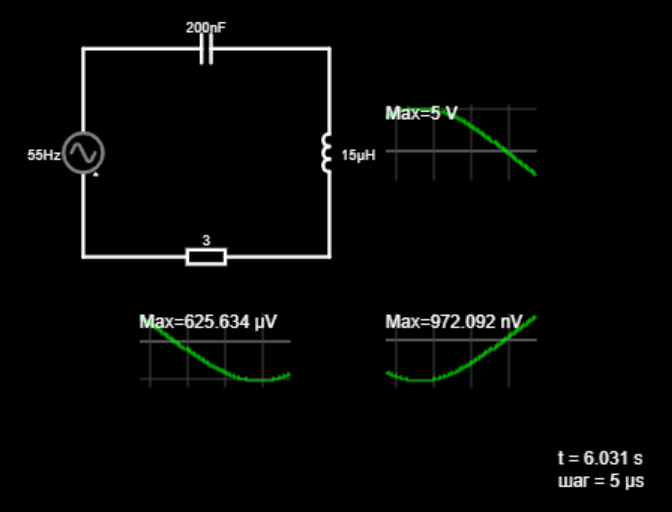 200nF
Max=5 V
55Hz
15µH
3
Max=625.634 µV
Max=972.092 nV
t = 6.031 s
шаг = 5 µs